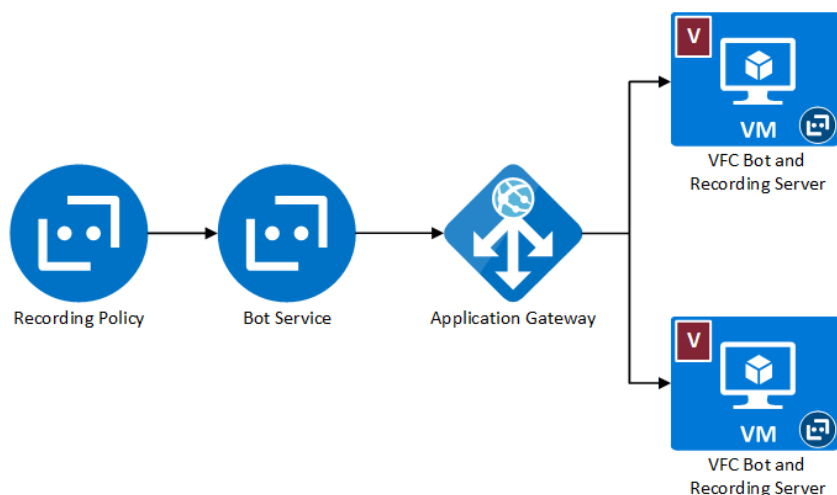 V
VM
VFC Bot and
Recording Server
Recording Policy
Bot Service
Application Gateway
V
VM
VFC Bot and
Recording Server